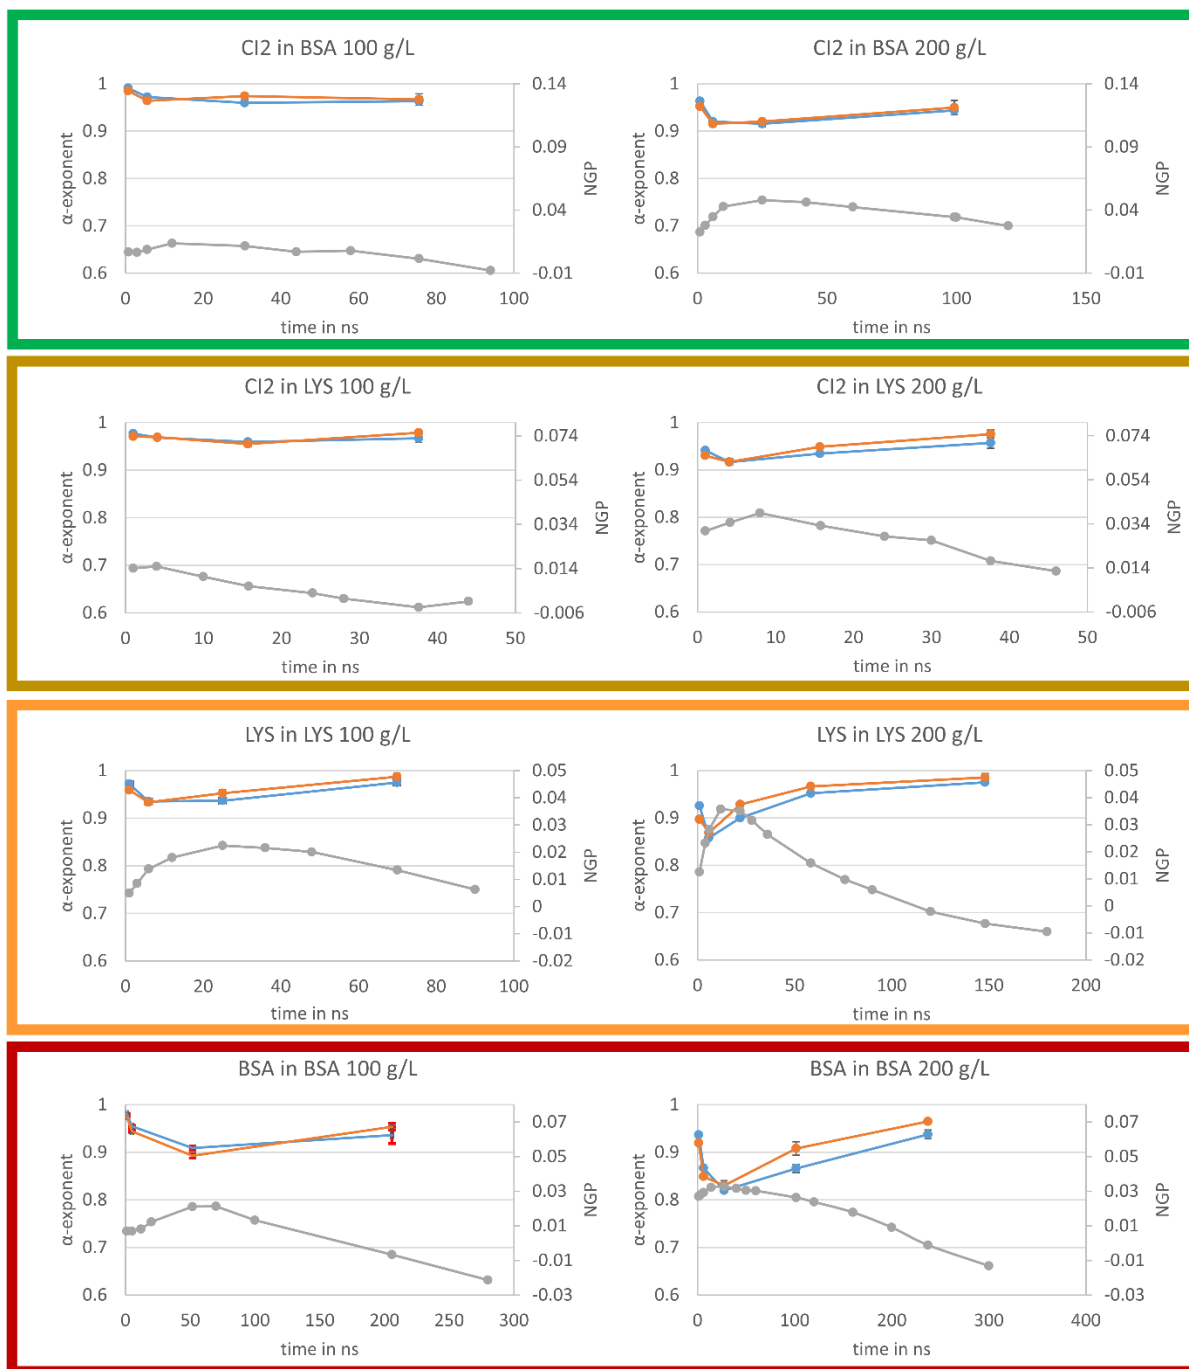 CI2 in BSA 100 g/L
1
0.9
0.8
0.7
0.6
α-exponent
0.14
0.09
0.04
-0.01
NGP
0 20 40 60 80 100
time in ns
CI2 in BSA 200 g/L
1
0.9
0.8
0.7
0.6
α-exponent
0.14
0.09
0.04
-0.01
NGP
0 50 100 150
time in ns
CI2 in LYS 100 g/L
1
0.9
0.8
0.7
0.6
α-exponent
0.074
0.054
0.034
0.014
-0.006
NGP
0 10 20 30 40 50
time in ns
CI2 in LYS 200 g/L
1
0.9
0.8
0.7
0.6
α-exponent
0.074
0.054
0.034
0.014
-0.006
NGP
0 10 20 30 40 50
time in ns
LYS in LYS 100 g/L
1
0.9
0.8
0.7
0.6
α-exponent
0.05
0.04
0.03
0.02
0.01
0
-0.01
-0.02
NGP
0 20 40 60 80 100
time in ns
LYS in LYS 200 g/L
1
0.9
0.8
0.7
0.6
α-exponent
0.05
0.04
0.03
0.02
0.01
0
-0.01
-0.02
NGP
0 50 100 150 200
time in ns
BSA in BSA 100 g/L
1
0.9
0.8
0.7
0.6
α-exponent
0.07
0.05
0.03
0.01
-0.01
-0.03
NGP
0 50 100 150 200 250 300
time in ns
BSA in BSA 200 g/L
1
0.9
0.8
0.7
0.6
α-exponent
0.07
0.05
0.03
0.01
-0.01
-0.03
NGP
0 100 200 300 400
time in ns